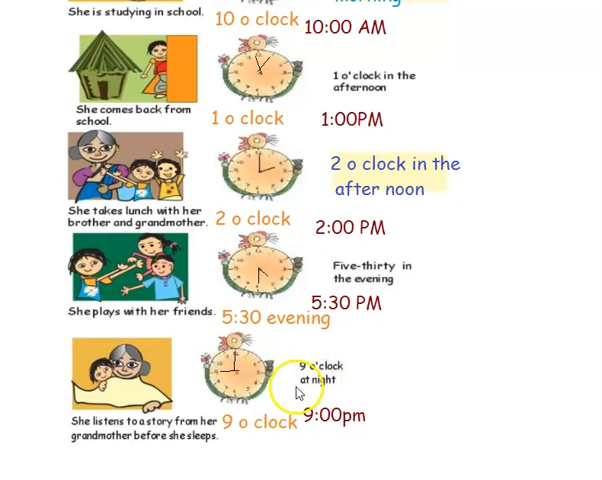 morning
She is studying in school.
10 o clock
10:00 AM
1 o'clock in the
afternoon
She comes back from
school.
1 o clock
1:00PM
2 o clock in the
after noon
She takes lunch with her
brother and grandmother.
2 o clock
2:00 PM
Five-thirty in
the evening
5:30 PM
She plays with her friends.
5:30 evening
9 o'clock
at night
9:00pm
She listens to a story from her
grandmother before she sleeps.
9 o clock